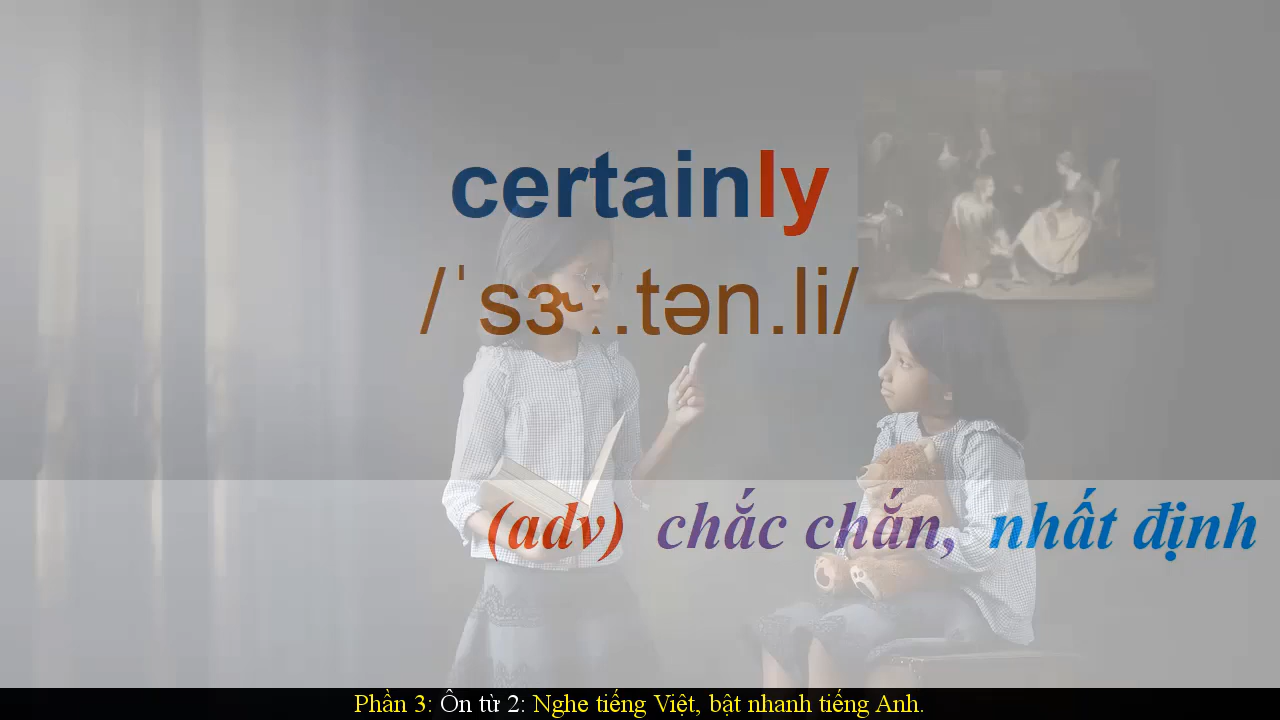 certainly
/ˈsɝː.tən.li/
(adv) chắc chắn, nhất định
Phần 3: Ôn từ 2: Nghe tiếng Việt, bật nhanh tiếng Anh.